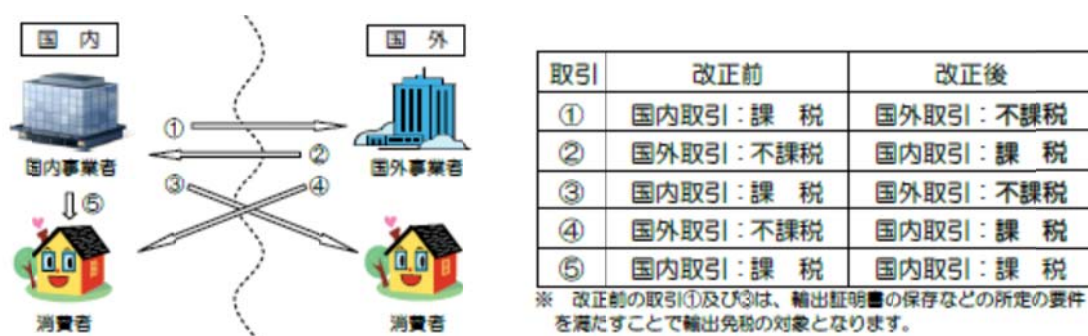 国 内
国 外
①
②
国内事業者
国外事業者
③
④
⑤
消費者
消費者
取引 改正前 改正後
① 国内取引：課 税 国外取引：不課税
② 国外取引：不課税 国内取引：課 税
③ 国内取引：課 税 国外取引：不課税
④ 国外取引：不課税 国内取引：課 税
⑤ 国内取引：課 税 国内取引：課 税
※ 改正前の取引①及び③は、輸出証明書の保存などの所定の要件
を満たすことで輸出免税の対象となります。